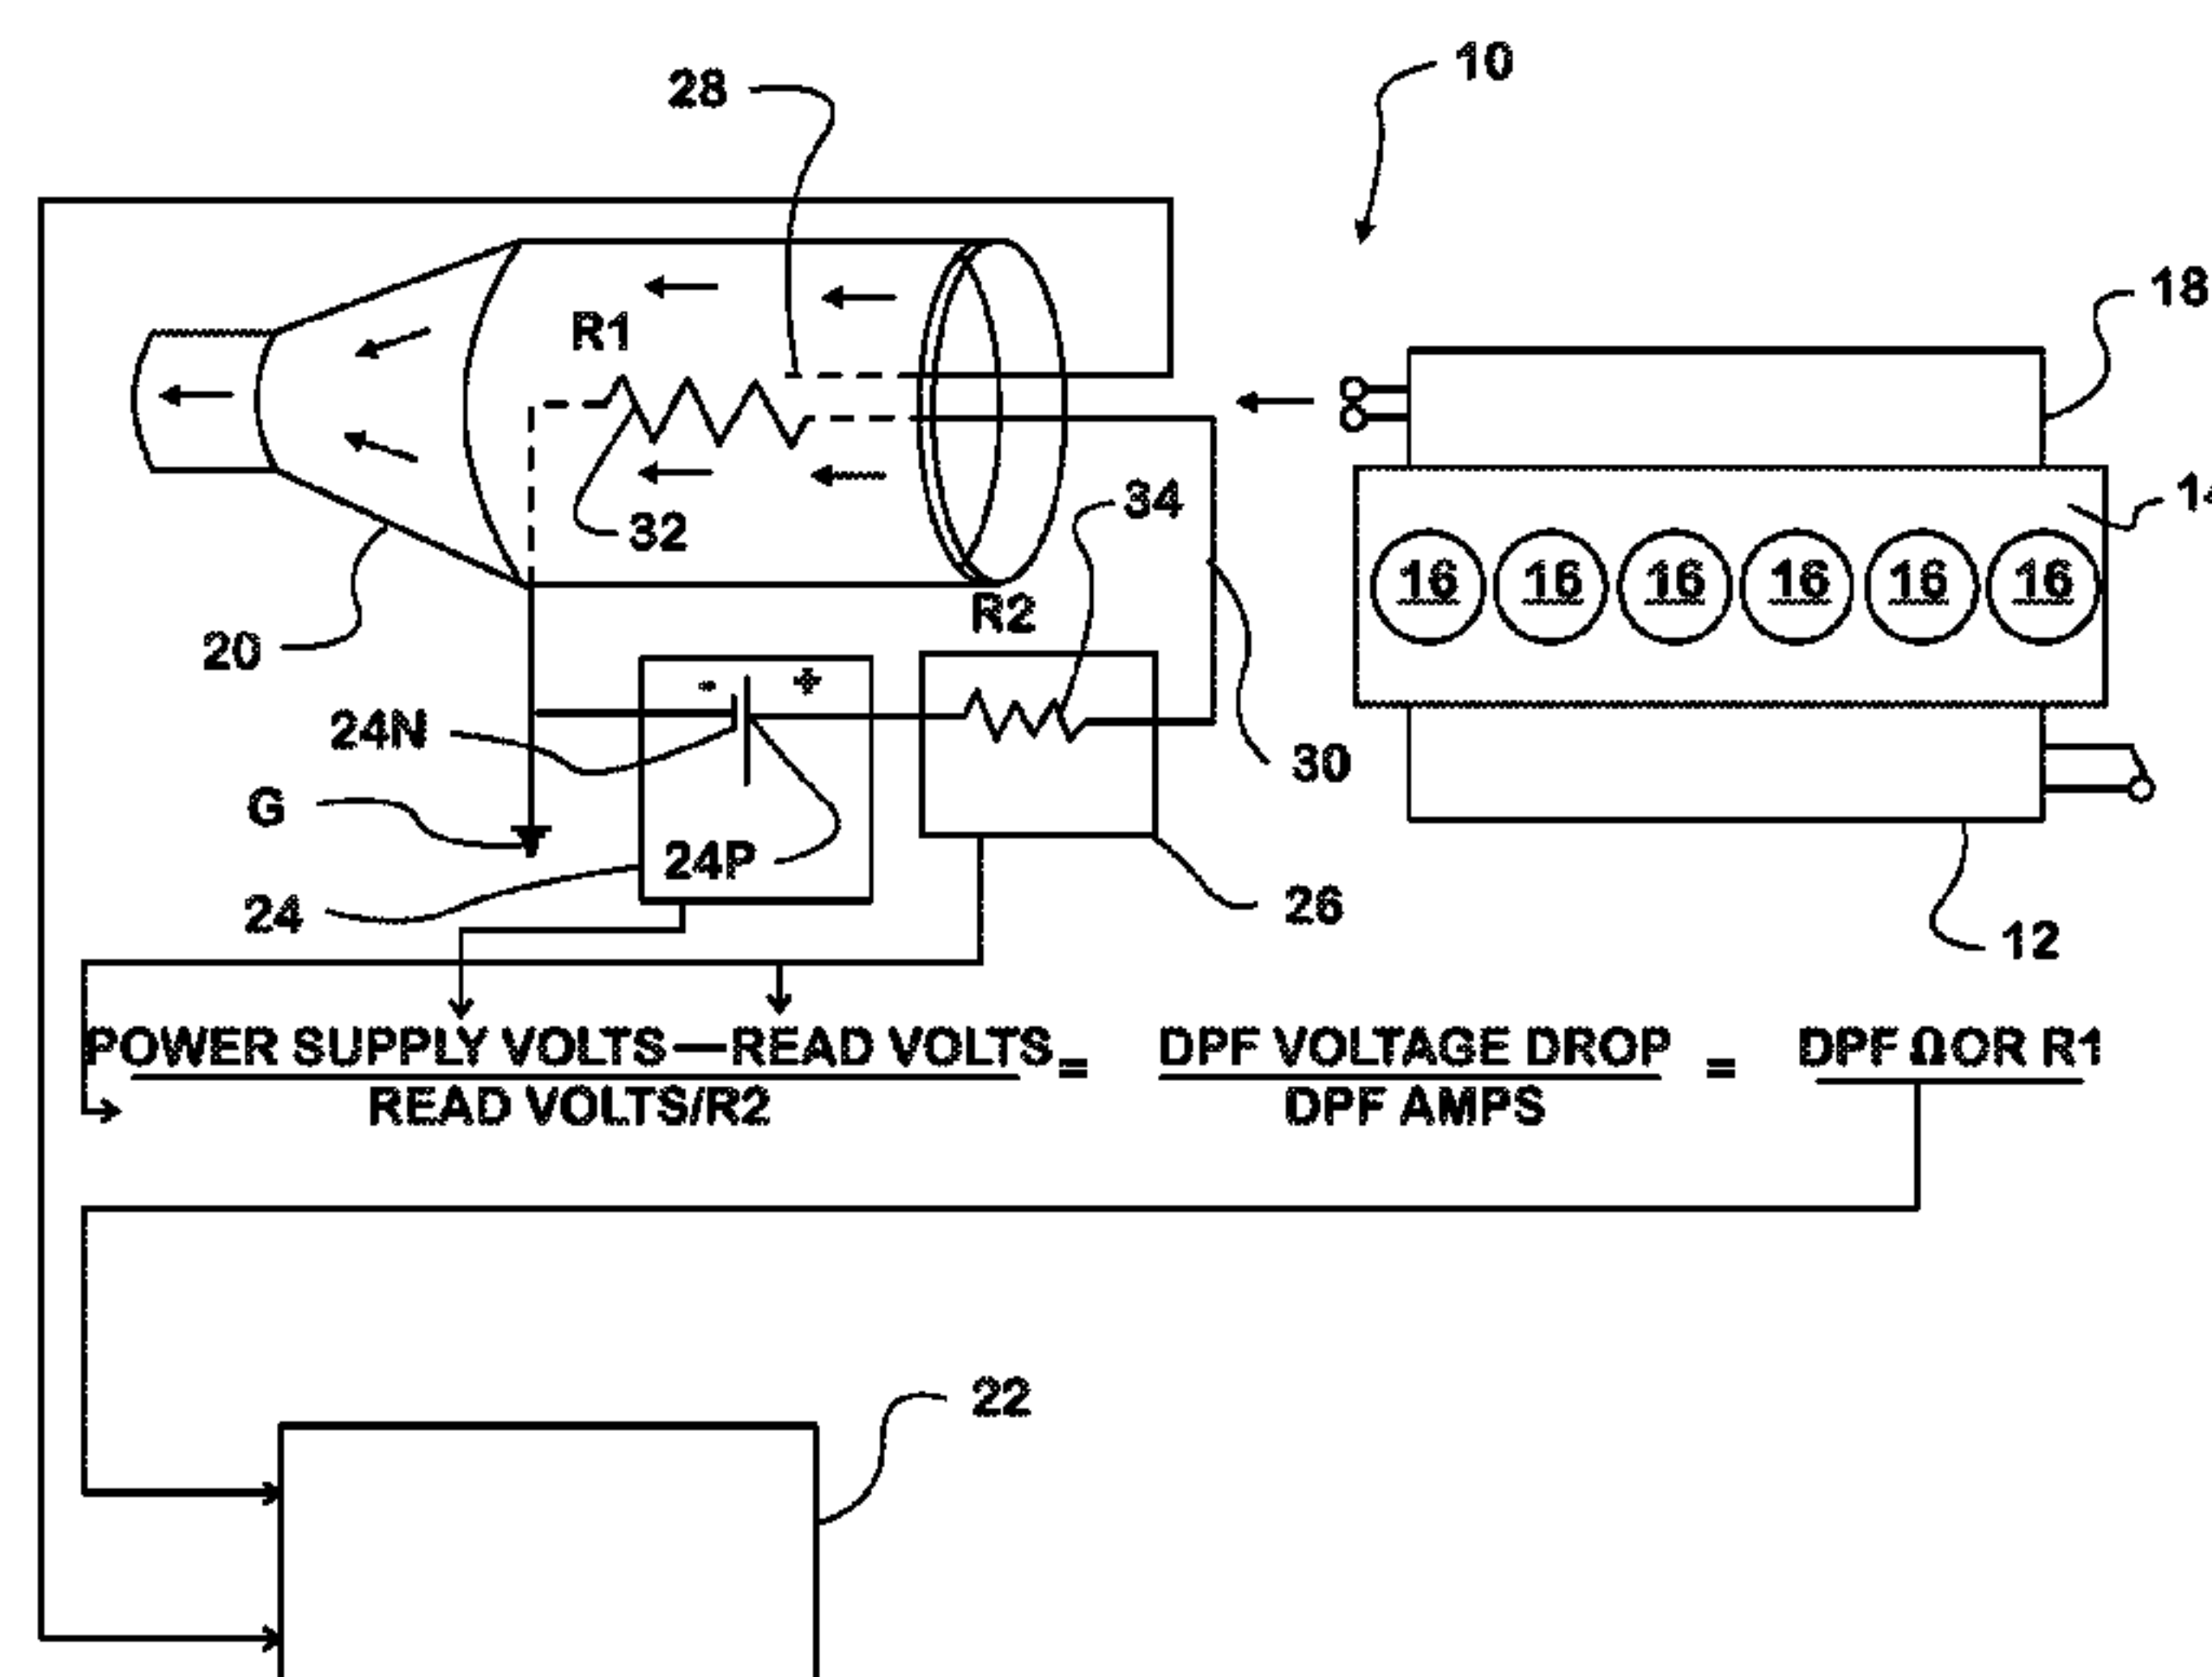 10
28
18
R1
14
32
34
16 16 16 16 16 16
R2
20
- +
24N
30
G
24P
24
26
12
POWER SUPPLY VOLTS—READ VOLTS = DPF VOLTAGE DROP = DPF Ω OR R1
READ VOLTS/R2 DPF AMPS
22